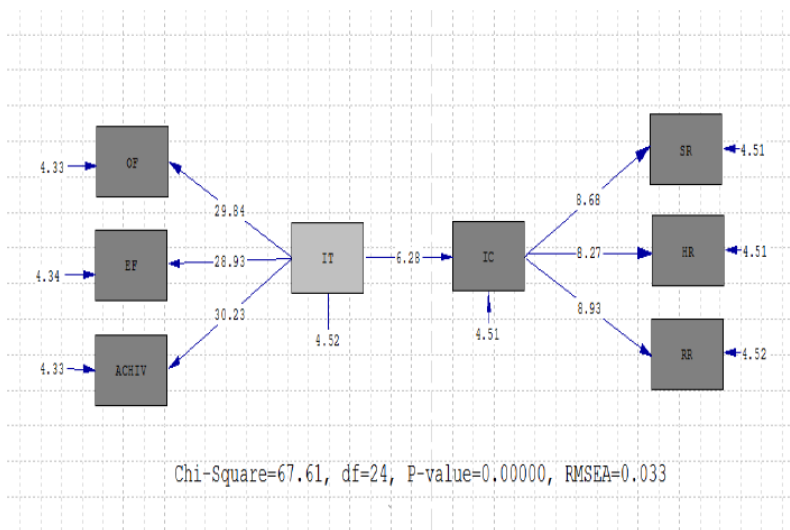 OF
4.33
29.84
EF
4.34
28.93
ACHIV
4.33
30.23
IT
4.52
6.28
IC
4.51
8.68
SR
4.51
8.27
HR
4.51
8.93
RR
4.52
Chi-Square=67.61, df=24, P-value=0.00000, RMSEA=0.033